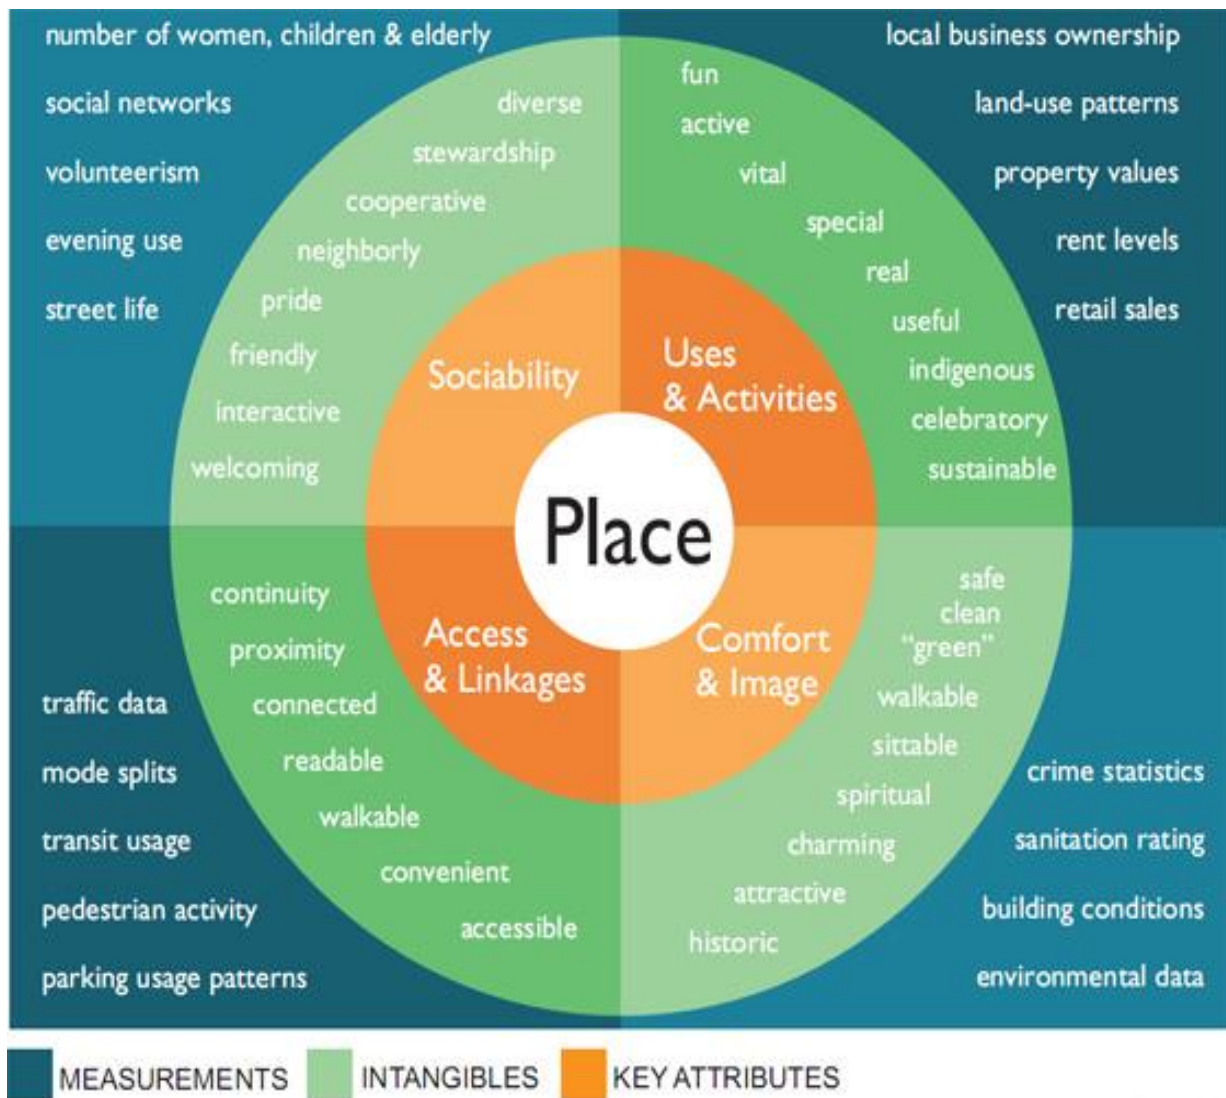 number of women, children & elderly
social networks
volunteerism
evening use
street life
diverse
stewardship
cooperative
neighborly
pride
friendly
interactive
welcoming
Sociability
fun
active
vital
special
real
useful
indigenous
celebratory
sustainable
Uses
& Activities
local business ownership
land-use patterns
property values
rent levels
retail sales
Place
continuity
proximity
connected
readable
walkable
convenient
accessible
Access
& Linkages
traffic data
mode splits
transit usage
pedestrian activity
parking usage patterns
Comfort
& Image
safe
clean
“green”
walkable
sittable
spiritual
charming
attractive
historic
crime statistics
sanitation rating
building conditions
environmental data
MEASUREMENTS
INTANGIBLES
KEY ATTRIBUTES